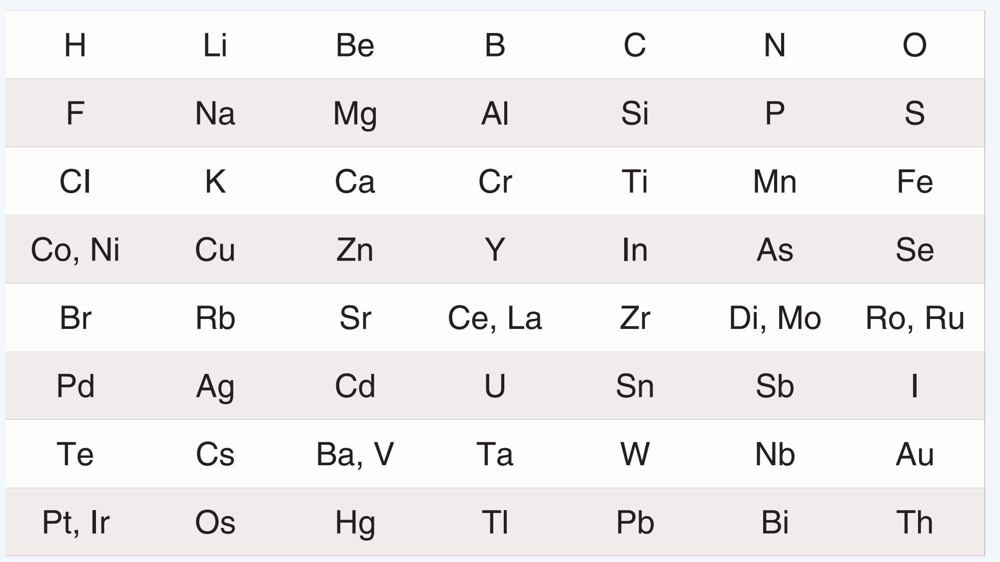 H Li Be B C N O
F Na Mg Al Si P S
Cl K Ca Cr Ti Mn Fe
Co, Ni Cu Zn Y In As Se
Br Rb Sr Ce, La Zr Di, Mo Ro, Ru
Pd Ag Cd U Sn Sb I
Te Cs Ba, V Ta W Nb Au
Pt, Ir Os Hg Tl Pb Bi Th